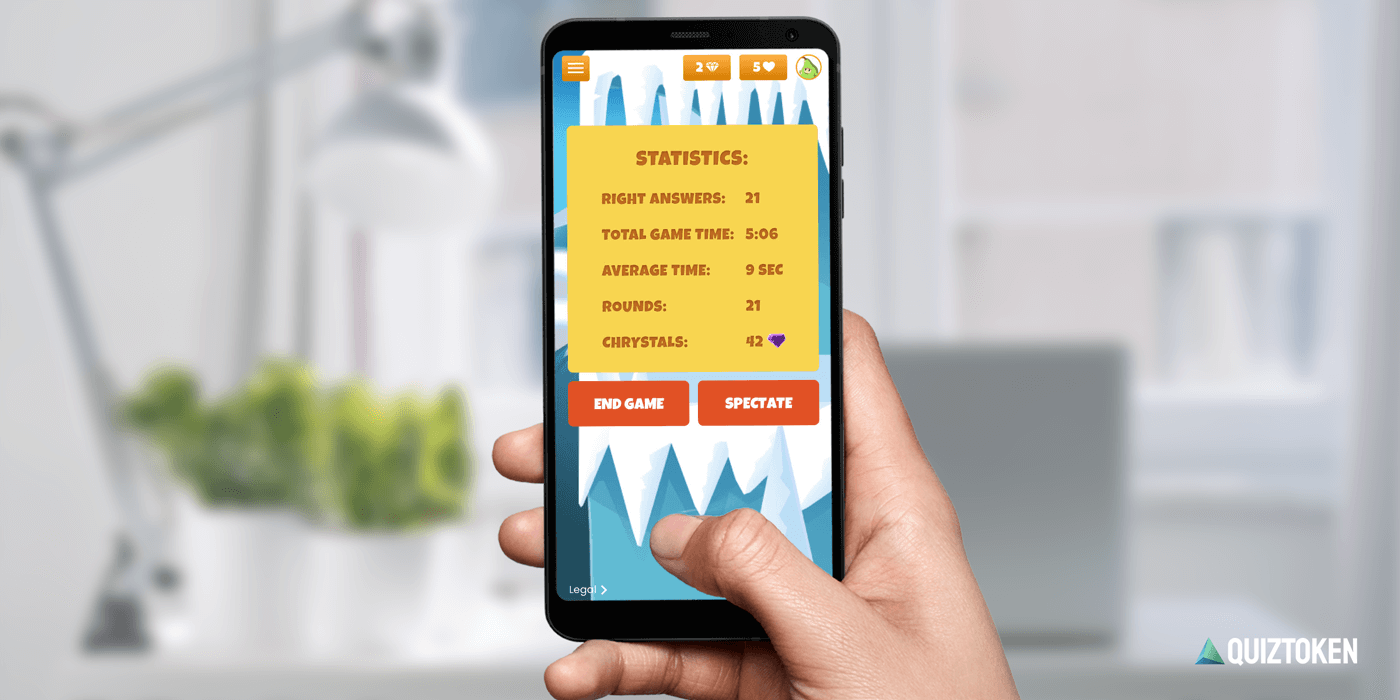 2
5
STATISTICS:
RIGHT ANSWERS: 21
TOTAL GAME TIME: 5:06
AVERAGE TIME: 9 SEC
ROUNDS: 21
CHRYSTALS: 42
END GAME SPECTATE
Legal
QUIZTOKEN